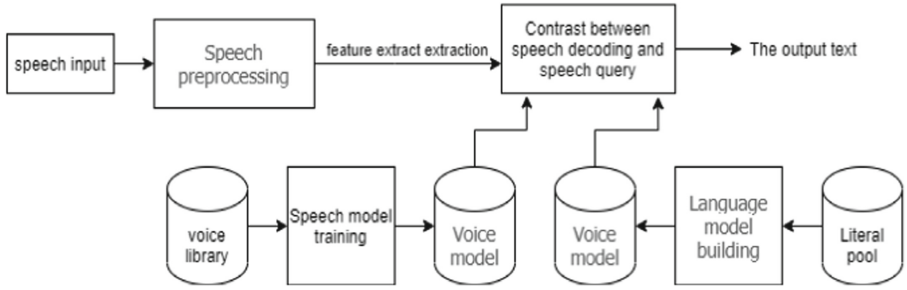 speech input
Speech
preprocessing
feature extract extraction
Contrast between
speech decoding and
speech query
The output text
voice
library
Speech model
training
Voice
model
Voice
model
Language
model
building
Literal
pool